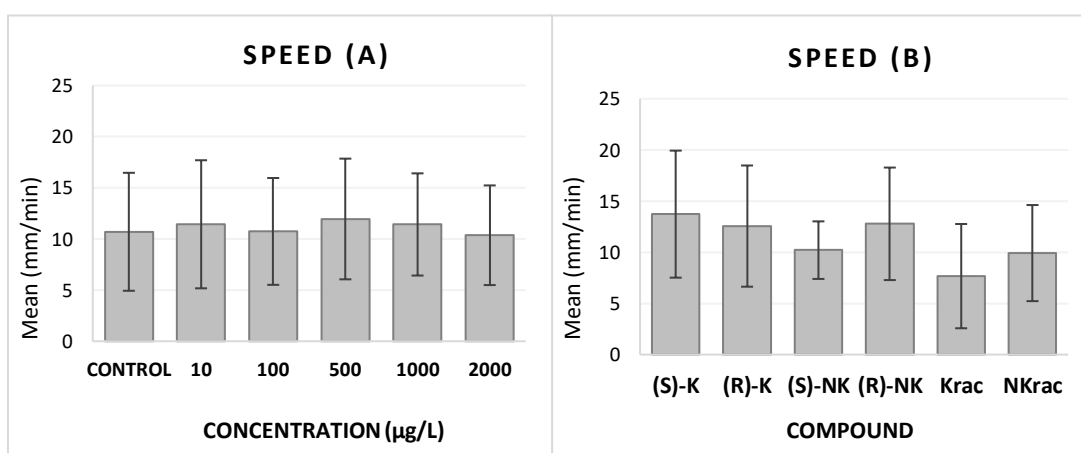 SPEED (A)
25
20
15
10
5
0
Mean (mm/min)
CONTROL 10 100 500 1000 2000
CONCENTRATION (µg/L)
SPEED (B)
25
20
15
10
5
0
Mean (mm/min)
(S)-K (R)-K (S)-NK (R)-NK Krac NKrac
COMPOUND